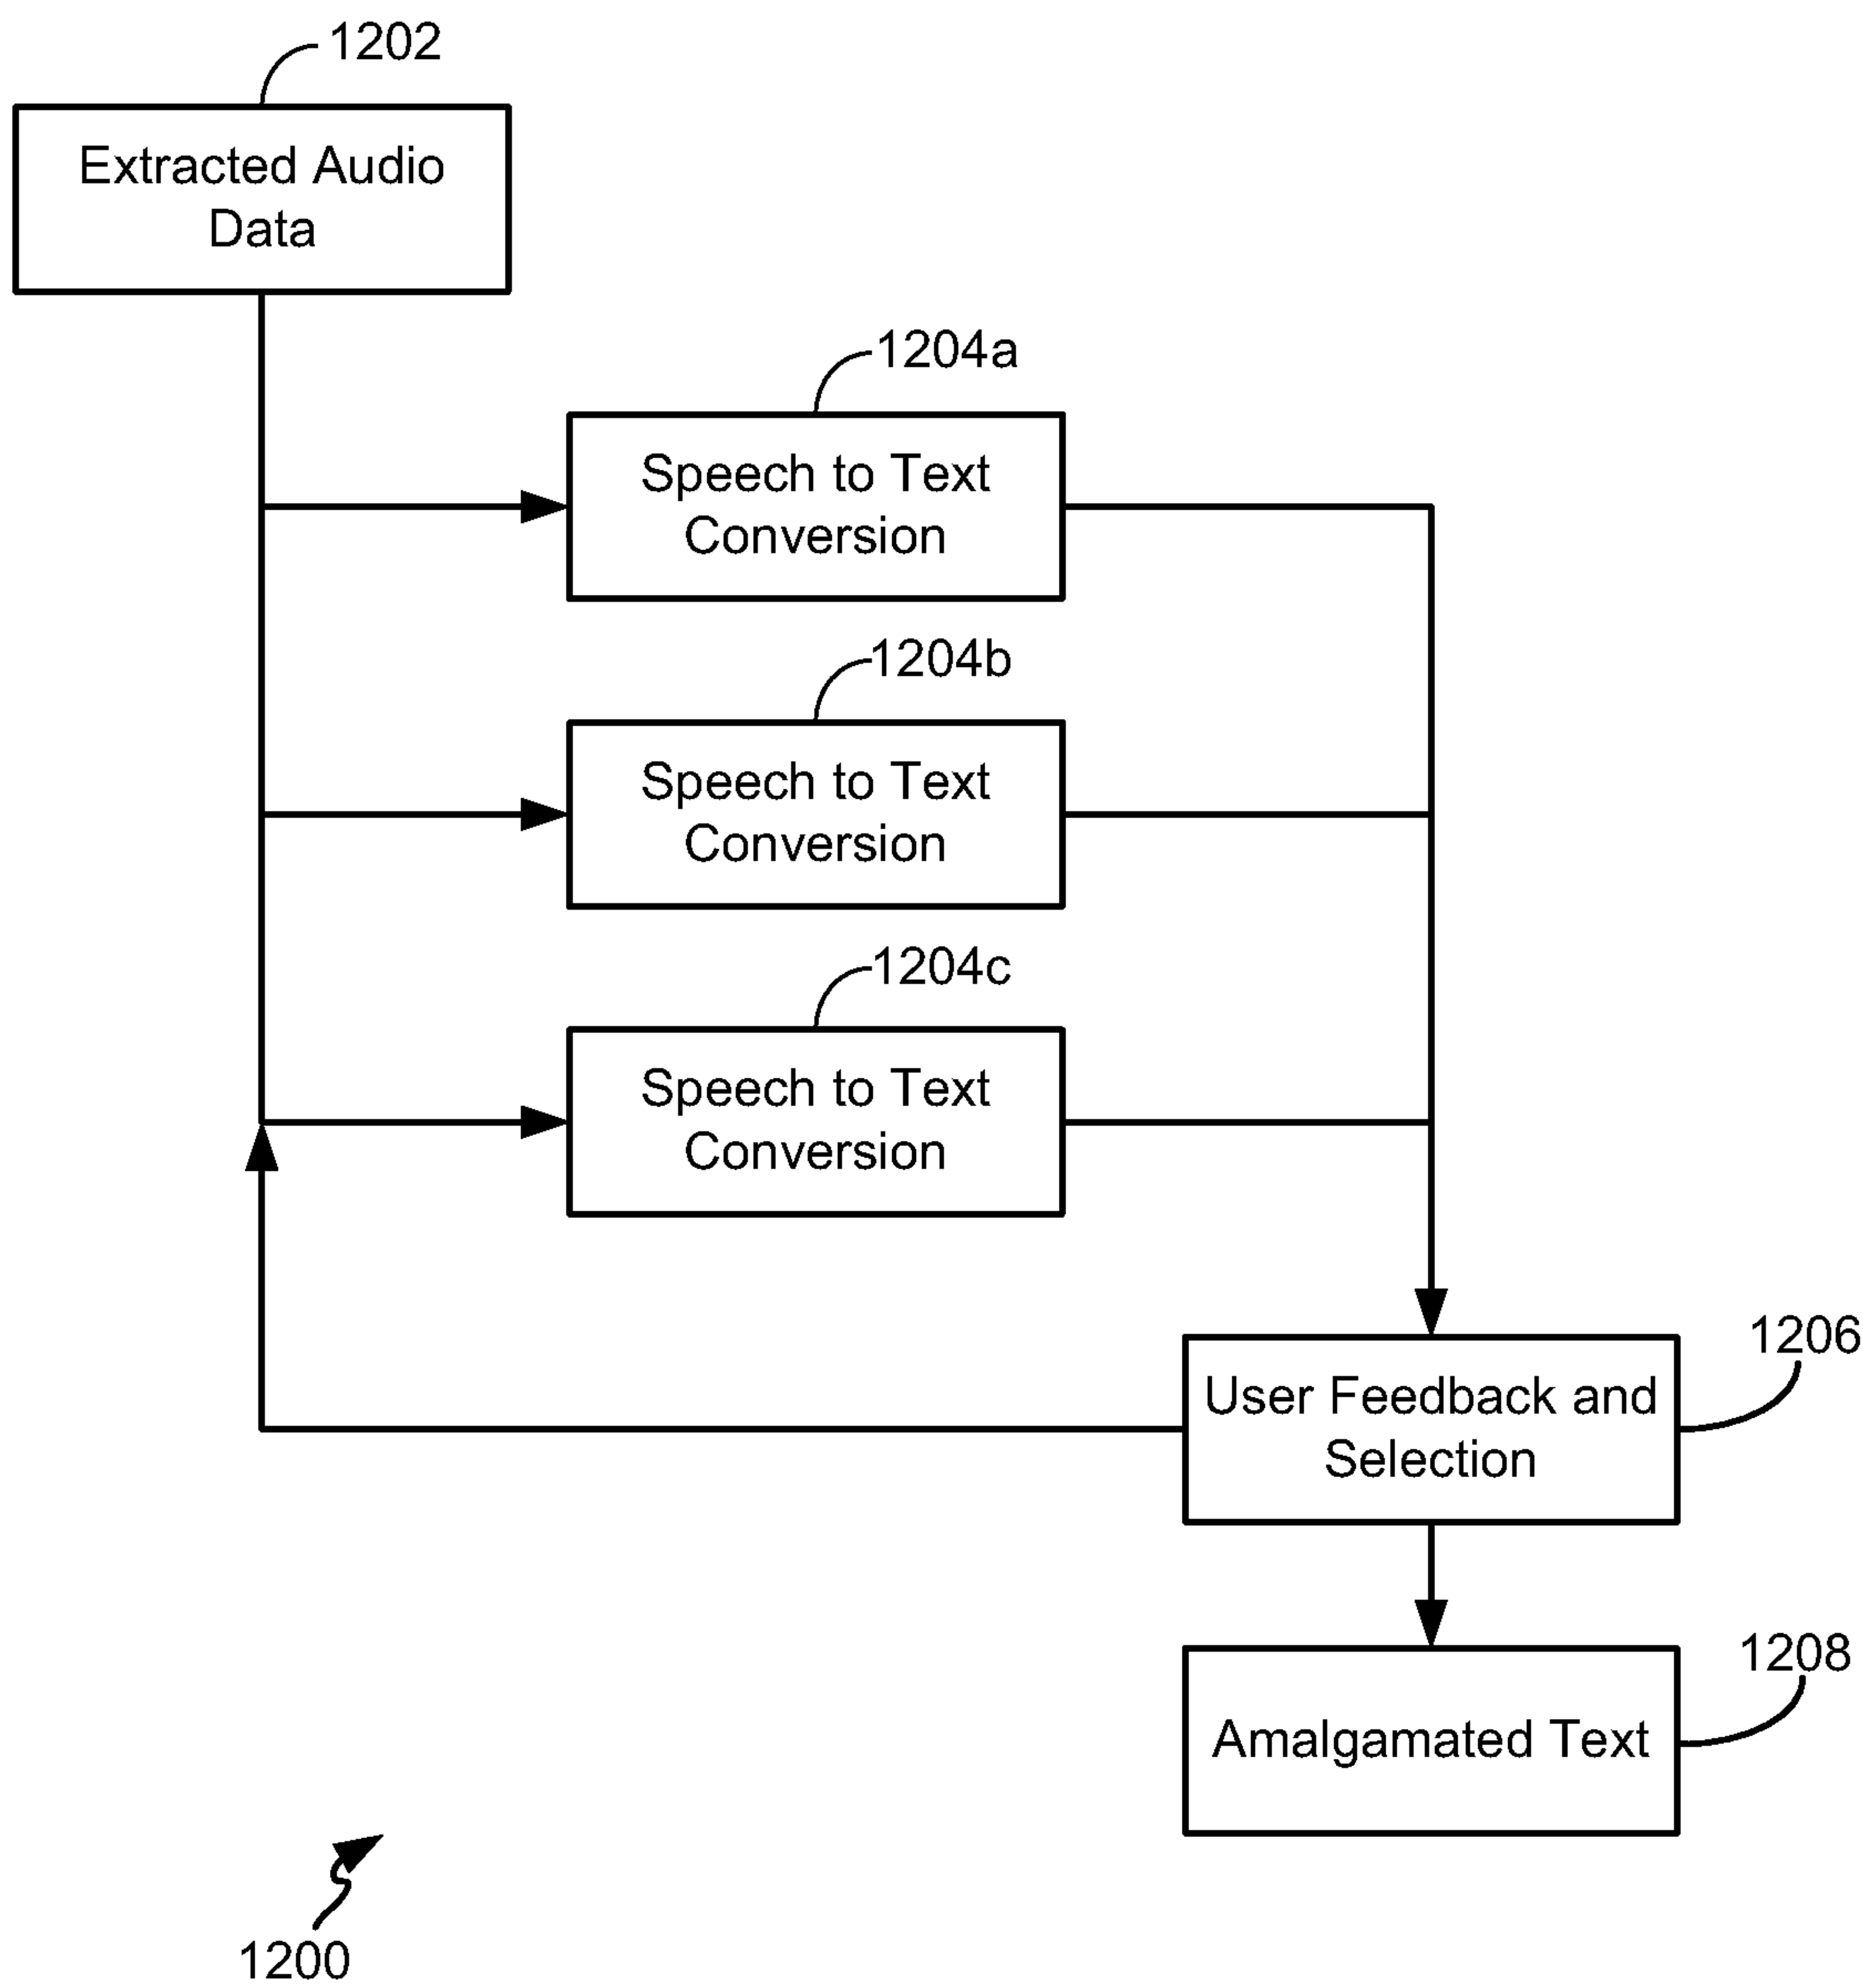 1202
Extracted Audio
Data
1204a
Speech to Text
Conversion
1204b
Speech to Text
Conversion
1204c
Speech to Text
Conversion
1206
User Feedback and
Selection
1208
Amalgamated Text
1200